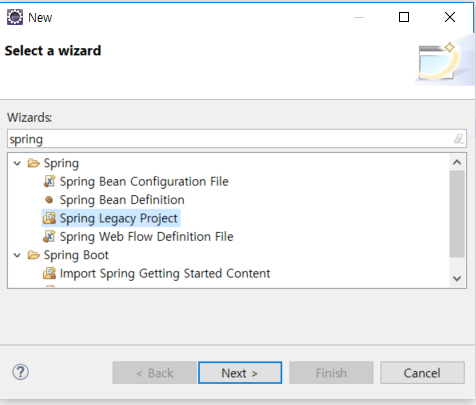 New
Select a wizard
Wizards:
spring
Spring
Spring Bean Configuration File
Spring Bean Definition
Spring Legacy Project
Spring Web Flow Definition File
Spring Boot
Import Spring Getting Started Content
< Back Next > Finish Cancel